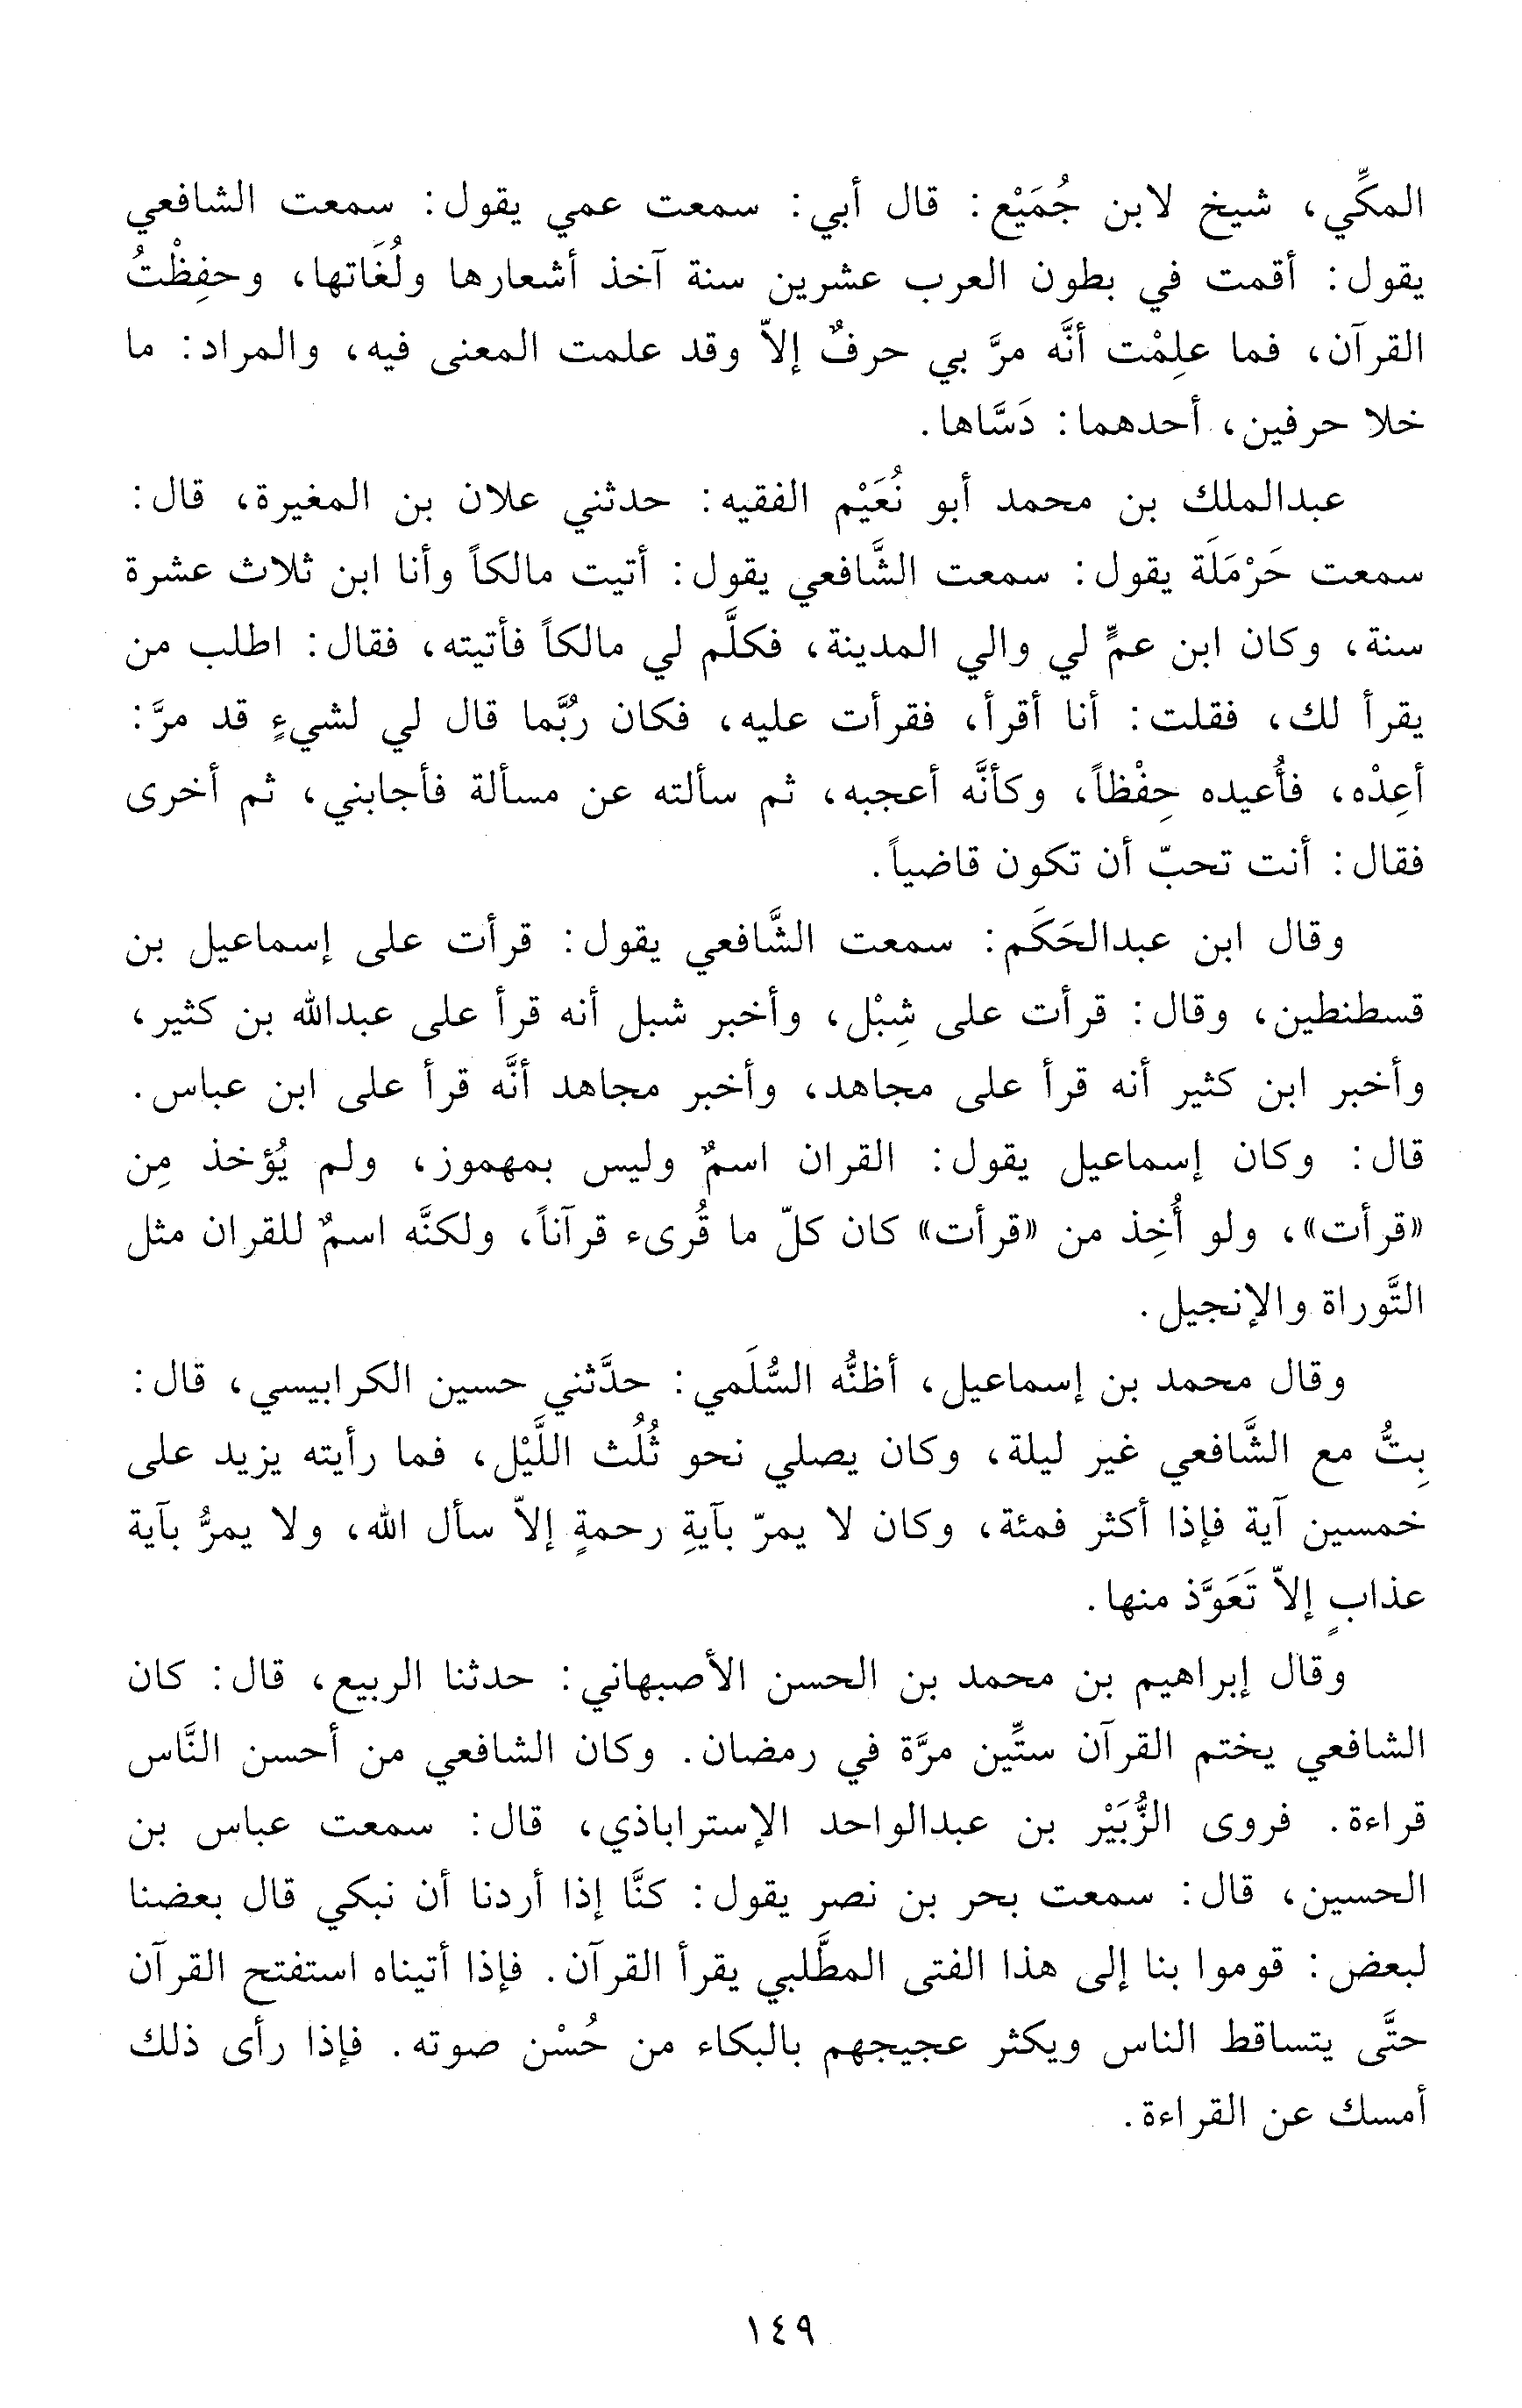 المكِّي، شيخ لابن جُمَيْع: قال أبي: سمعت عمي يقول: سمعت الشافعي
يقول: أقمت في بطون العرب عشرين سنة آخذ أشعارها ولُغَاتها، وحفِظْتُ
القرآن، فما علِمْت أنَّه مرَّ بي حرفٌ إلاّ وقد علمت المعنى فيه، والمراد: ما
خلا حرفين، أحدهما: دَسَّاها.
عبدالملك بن محمد أبو نُعَيْم الفقيه: حدثني علان بن المغيرة، قال:
سمعت حَرْمَلَة يقول: سمعت الشَّافعي يقول: أتيت مالكاً وأنا ابن ثلاث عشرة
سنة، وكان ابن عمٍّ لي والي المدينة، فكلَّم لي مالكاً فأتيته، فقال: اطلب من
يقرأ لك، فقلت: أنا أقرأ، فقرأت عليه، فكان رُبَّما قال لي لشيءٍ قد مرَّ:
أعِدْه، فأُعيده حِفْظاً، وكأنَّه أعجبه، ثم سألته عن مسألة فأجابني، ثم أخرى
فقال: أنت تحبّ أن تكون قاضياً.
وقال ابن عبدالحَكَم: سمعت الشَّافعي يقول: قرأت على إسماعيل بن
قسطنطين، وقال: قرأت على شِبْل، وأخبر شبل أنه قرأ على عبدالله بن كثير،
وأخبر ابن كثير أنه قرأ على مجاهد، وأخبر مجاهد أنَّه قرأ على ابن عباس.
قال: وكان إسماعيل يقول: القران اسمٌ وليس بمهموز، ولم يُؤخذ مِن
«قرأت»، ولو أُخِذ من «قرأت» كان كلّ ما قُرىء قرآناً، ولكنَّه اسمٌ للقران مثل
التَّوراة والإنجيل.
وقال محمد بن إسماعيل، أظنُّه السُّلَمي: حدَّثني حسين الكرابيسي، قال:
بِتُّ مع الشَّافعي غير ليلة، وكان يصلي نحو ثُلُث اللَّيْل، فما رأيته يزيد على
خمسين آية فإذا أكثر فمئة، وكان لا يمرّ بآيةِ رحمةٍ إلاّ سأل الله، ولا يمرُّ بآية
عذابٍ إلاّ تَعَوَّذ منها.
وقال إبراهيم بن محمد بن الحسن الأصبهاني: حدثنا الربيع، قال: كان
الشافعي يختم القرآن ستِّين مرَّة في رمضان. وكان الشافعي من أحسن النَّاس
قراءة. فروى الزُّبَيْر بن عبدالواحد الإستراباذي، قال: سمعت عباس بن
الحسين، قال: سمعت بحر بن نصر يقول: كنَّا إذا أردنا أن نبكي قال بعضنا
لبعض: قوموا بنا إلى هذا الفتى المطَّلبي يقرأ القرآن. فإذا أتيناه استفتح القرآن
حتَّى يتساقط الناس ويكثر عجيجهم بالبكاء من حُسْن صوته. فإذا رأى ذلك
أمسك عن القراءة.
١٤٩